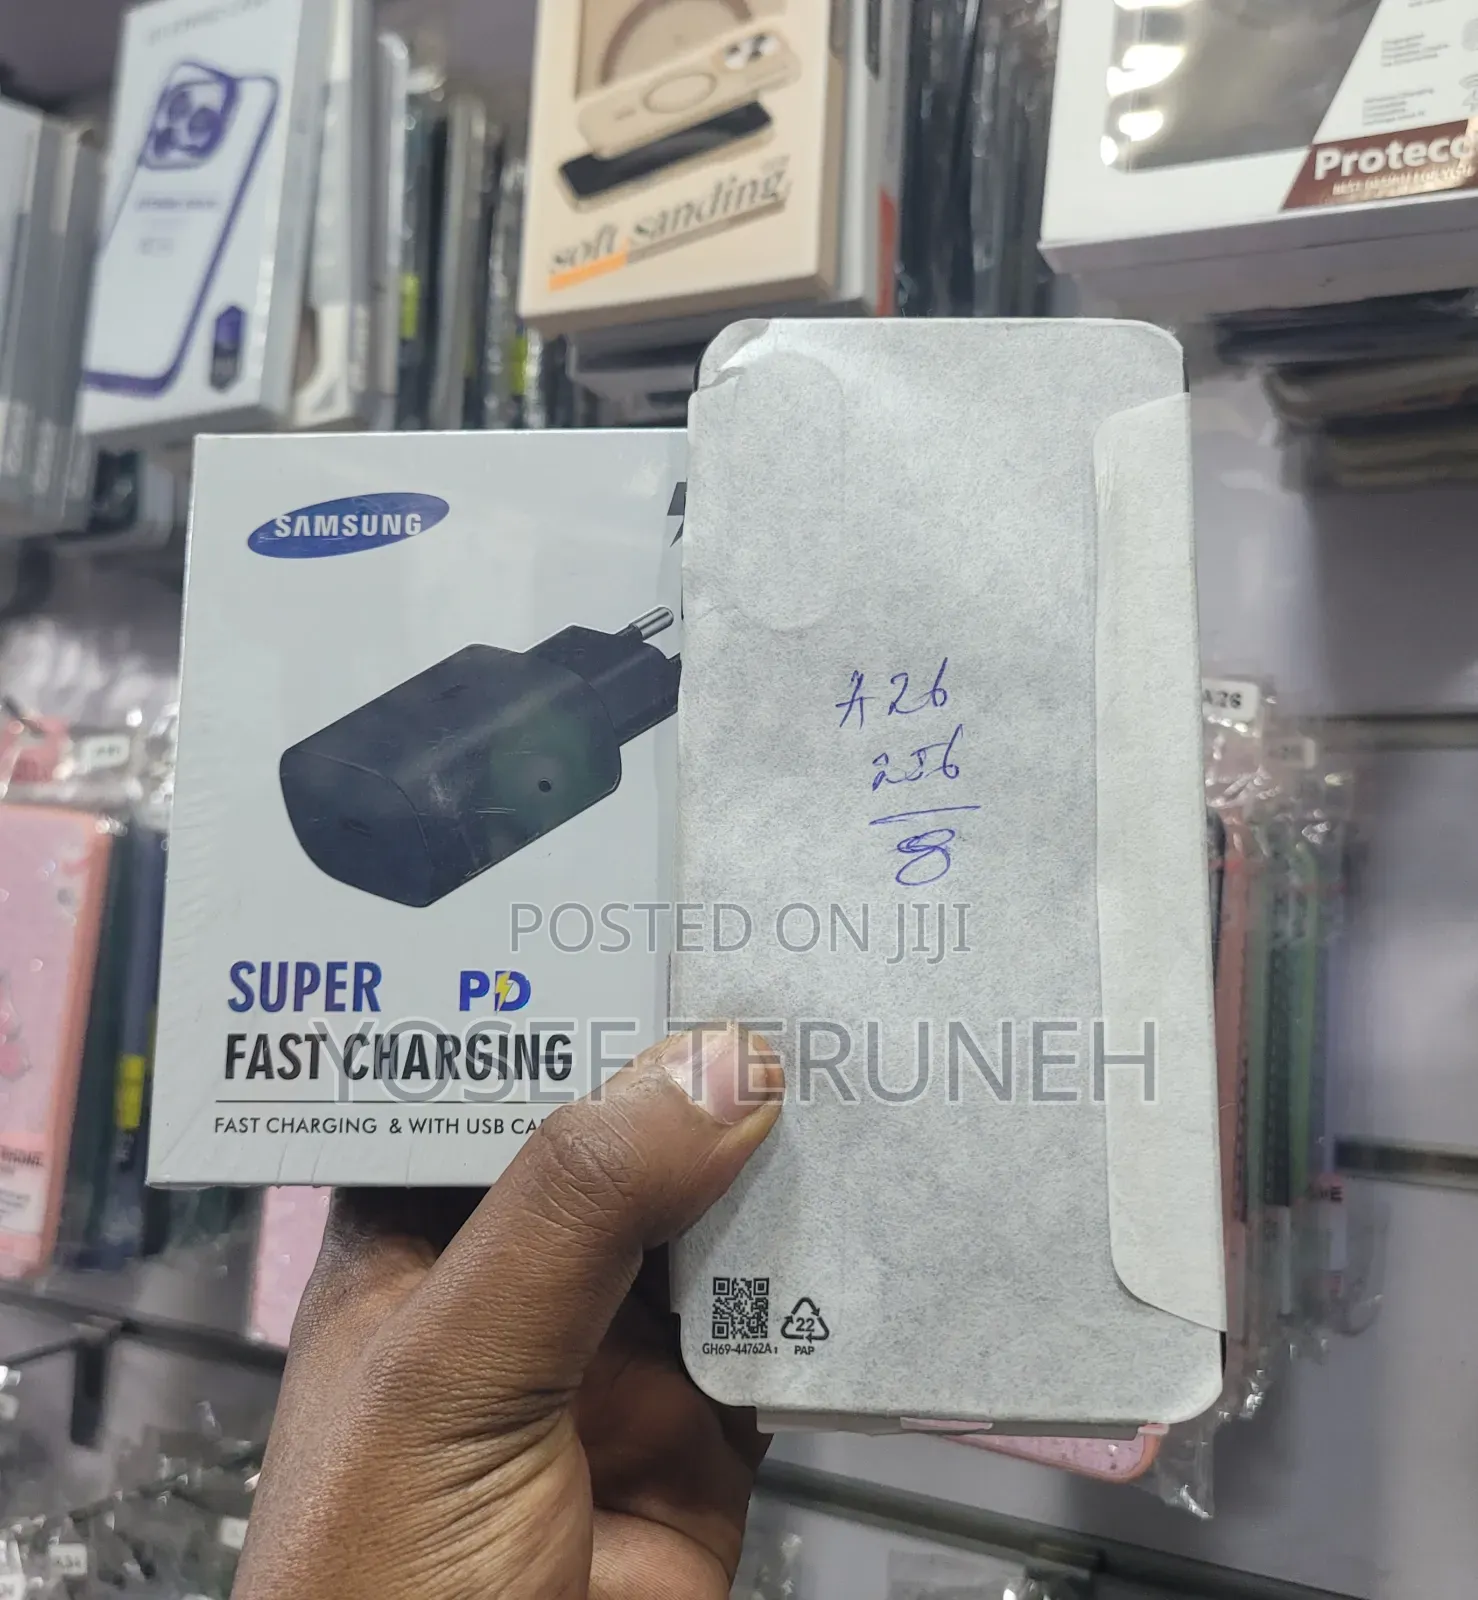 soft sanding
Protec
SAMSUNG
A26
256
8
A26
POSTED ON JIJI
SUPER PD
FAST CHARGING
YOSEF TERUNEH
FAST CHARGING & WITH USB CA
GH69-44762A
22
PAP